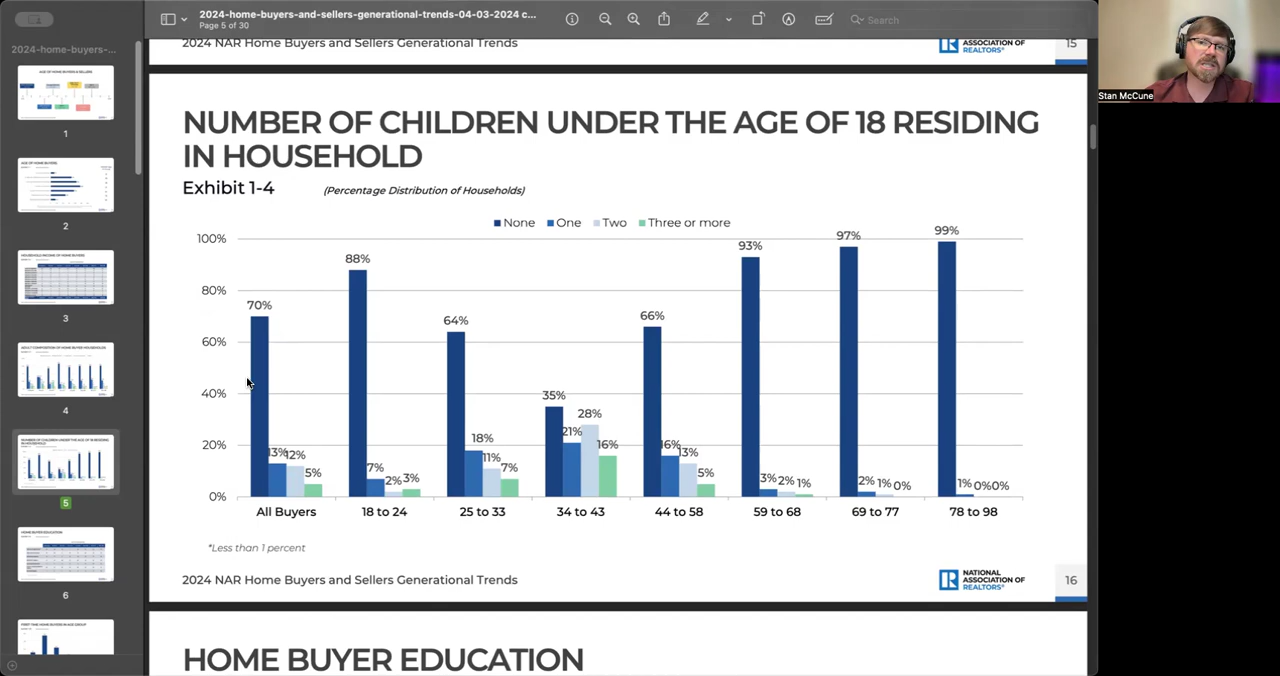 2024-home-buyers-and-sellers-generational-trends-04-03-2024 c...
Page 5 of 30
Search
2024-home-buyers-...
1
2
3
4
5
6
2024 NAR Home Buyers and Sellers Generational Trends
ASSOCIATION OF
REALTORS®
15
NUMBER OF CHILDREN UNDER THE AGE OF 18 RESIDING
IN HOUSEHOLD
Exhibit 1-4
(Percentage Distribution of Households)
None One Two Three or more
100%
80%
60%
40%
20%
0%
70% 13% 12% 5%
88% 7% 2% 3%
64% 18% 11% 7%
35% 21% 28% 16%
66% 16% 13% 5%
93% 3% 2% 1%
97% 2% 1% 0%
99% 1% 0% 0%
All Buyers 18 to 24 25 to 33 34 to 43 44 to 58 59 to 68 69 to 77 78 to 98
*Less than 1 percent
2024 NAR Home Buyers and Sellers Generational Trends
NATIONAL
ASSOCIATION OF
REALTORS®
16
HOME BUYER EDUCATION
Stan McCune